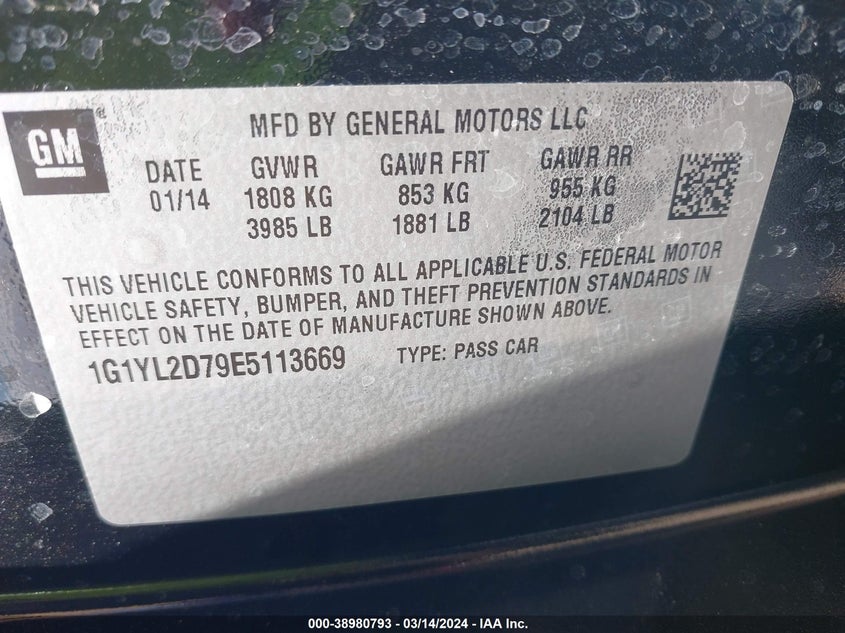 GM
MFD BY GENERAL MOTORS LLC
DATE GVWR GAWR FRT GAWR RR
01/14 1808 KG 853 KG 955 KG
3985 LB 1881 LB 2104 LB
THIS VEHICLE CONFORMS TO ALL APPLICABLE U.S. FEDERAL MOTOR
VEHICLE SAFETY, BUMPER, AND THEFT PREVENTION STANDARDS IN
EFFECT ON THE DATE OF MANUFACTURE SHOWN ABOVE.
1G1YL2D79E5113669 TYPE: PASS CAR
000-38980793 - 03/14/2024 - IAA Inc.